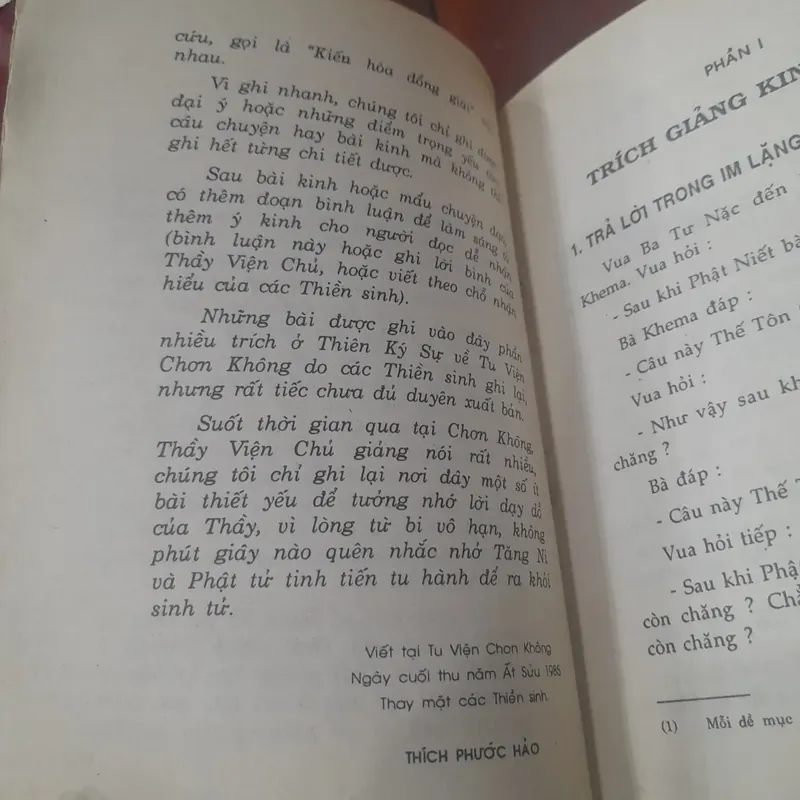 cứu, gọi là "Kiến hòa đồng giải"
nhau.
Vì ghi nhanh, chúng tôi chỉ ghi được
đại ý hoặc những điểm trọng yếu
câu chuyện hay bài kinh mà không
ghi hết từng chi tiết được.
Sau bài kinh hoặc mẩu chuyện đều
có thêm đoạn bình luận để làm sáng tỏ
thêm ý kinh cho người đọc dễ nhận
(bình luận này hoặc ghi lời bình của
Thầy Viện Chủ, hoặc viết theo chổ nhận
hiểu của các Thiền sinh).
Những bài được ghi vào đây phần
nhiều trích ở Thiên Ký Sự về Tu Viện
Chơn Không do các Thiền sinh ghi lại,
nhưng rất tiếc chưa đủ duyên xuất bản.
Suốt thời gian qua tại Chơn Không,
Thầy Viện Chủ giảng nói rất nhiều,
chúng tôi chỉ ghi lại nơi đây một số ít
bài thiết yếu để tưởng nhớ lời dạy dỗ
của Thầy, vì lòng từ bi vô hạn, không
phút giây nào quên nhắc nhở Tăng Ni
và Phật tử tinh tiến tu hành để ra khỏi
sinh tử.
Viết tại Tu Viện Chơn Không
Ngày cuối thu năm Ất Sửu 1985
Thay mặt các Thiền sinh.
THÍCH PHƯỚC HẢO
PHẦN I
TRÍCH GIẢNG KIN
1. TRẢ LỜI TRONG IM LẶNG
Vua Ba Tư Nặc đến
Khema. Vua hỏi :
- Sau khi Phật Niết bà
Bà Khema đáp :
- Câu này Thế Tôn
Vua hỏi :
- Như vậy sau kh
chăng ?
Bà đáp :
- Câu này Thế T
Vua hỏi tiếp :
- Sau khi Phậ
còn chăng ? Chẳ
còn chăng ?
(1) Mỗi đề mục